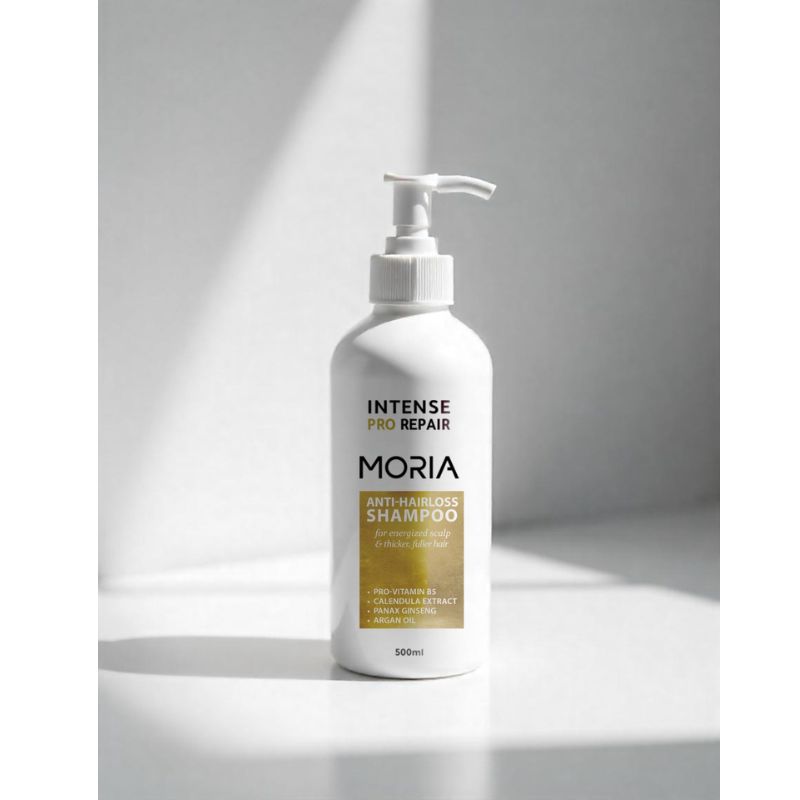 INTENSE
PRO REPAIR
MORIA
ANTI-HAIRLOSS
SHAMPOO
for energized scalp
& thicker, fuller hair
• PRO-VITAMIN B5
• CALENDULA EXTRACT
• PANAX GINSENG
• ARGAN OIL
500ml